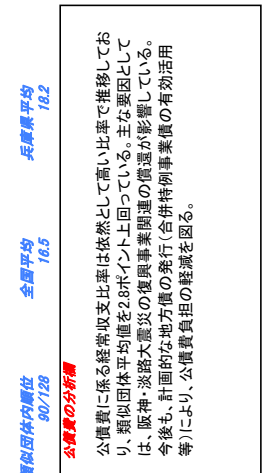 類似団体内順位 全国平均 兵庫県平均
90/128 16.5 18.2
公債費の分析欄
公債費に係る経常収支比率は依然として高い比率で推移してお
り、類似団体平均値を2.8ポイント上回っている。主な要因として
は、阪神・淡路大震災の復興事業関連の償還が影響している。
今後も、計画的な地方債の発行(合併特例事業債の有効活用
等)により、公債費負担の軽減を図る。